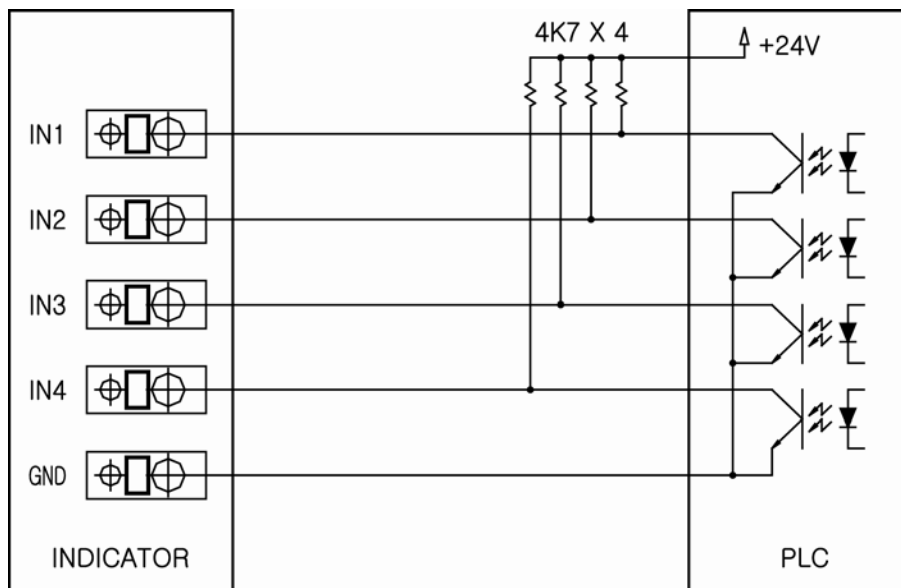 4K7 X 4
+24V
IN1
IN2
IN3
IN4
GND
INDICATOR
PLC